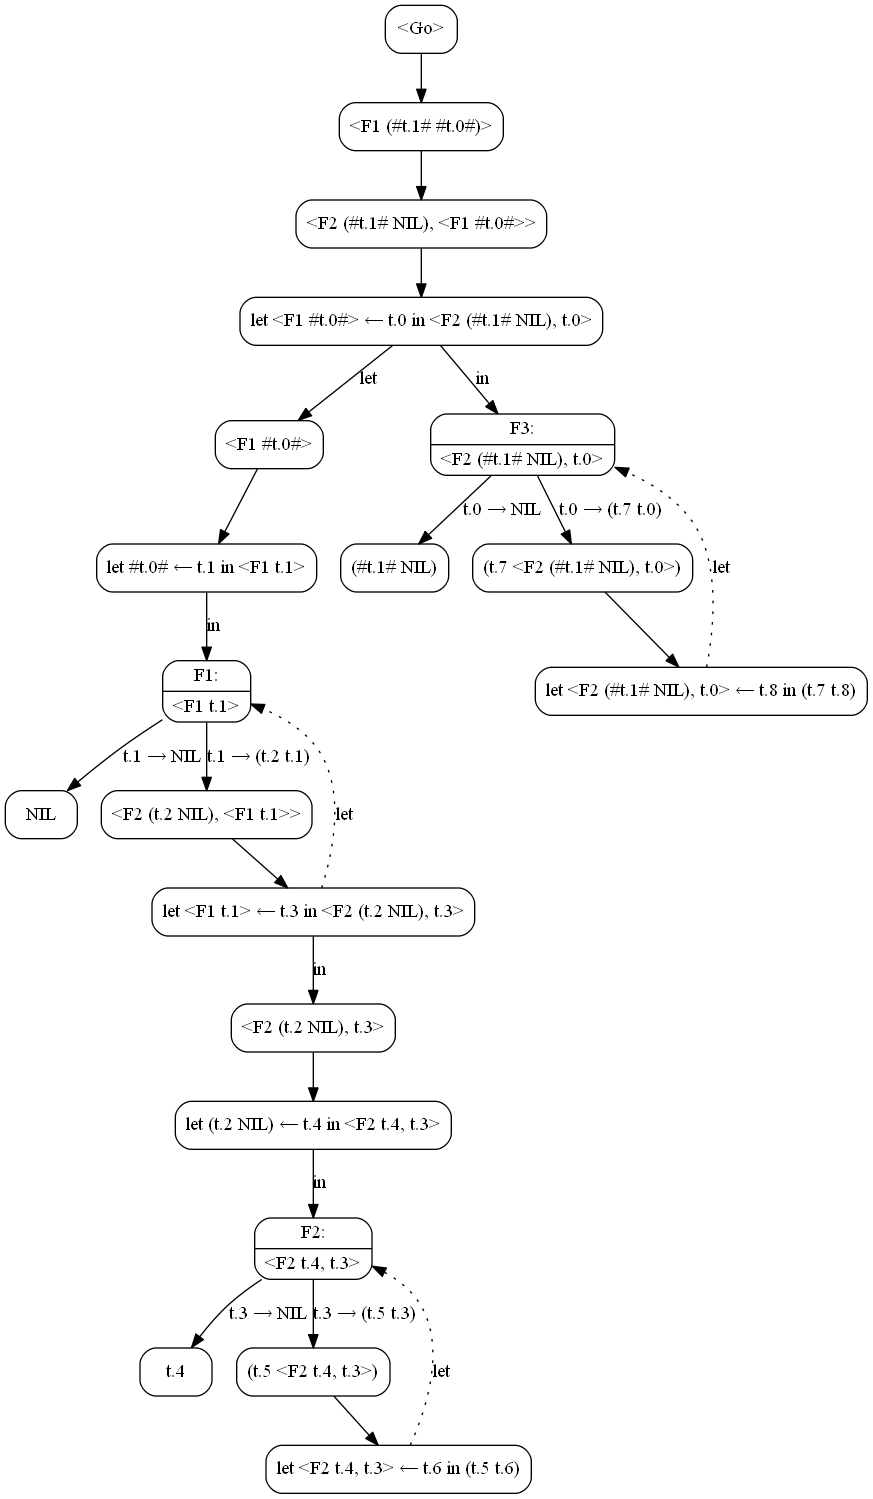 <Go>
<F1 (#t.1# #t.0#)>
<F2 (#t.1# NIL), <F1 #t.0#>>
let <F1 #t.0#> ← t.0 in <F2 (#t.1# NIL), t.0>
let
in
<F1 #t.0#>
F3:
<F2 (#t.1# NIL), t.0>
t.0 → NIL
t.0 → (t.7 t.0)
let #t.0# ← t.1 in <F1 t.1>
(#t.1# NIL)
(t.7 <F2 (#t.1# NIL), t.0>)
let
in
F1:
<F1 t.1>
let <F2 (#t.1# NIL), t.0> ← t.8 in (t.7 t.8)
t.1 → NIL
t.1 → (t.2 t.1)
NIL
<F2 (t.2 NIL), <F1 t.1>>
let
let <F1 t.1> ← t.3 in <F2 (t.2 NIL), t.3>
in
<F2 (t.2 NIL), t.3>
let (t.2 NIL) ← t.4 in <F2 t.4, t.3>
in
F2:
<F2 t.4, t.3>
t.3 → NIL
t.3 → (t.5 t.3)
t.4
(t.5 <F2 t.4, t.3>)
let
let <F2 t.4, t.3> ← t.6 in (t.5 t.6)